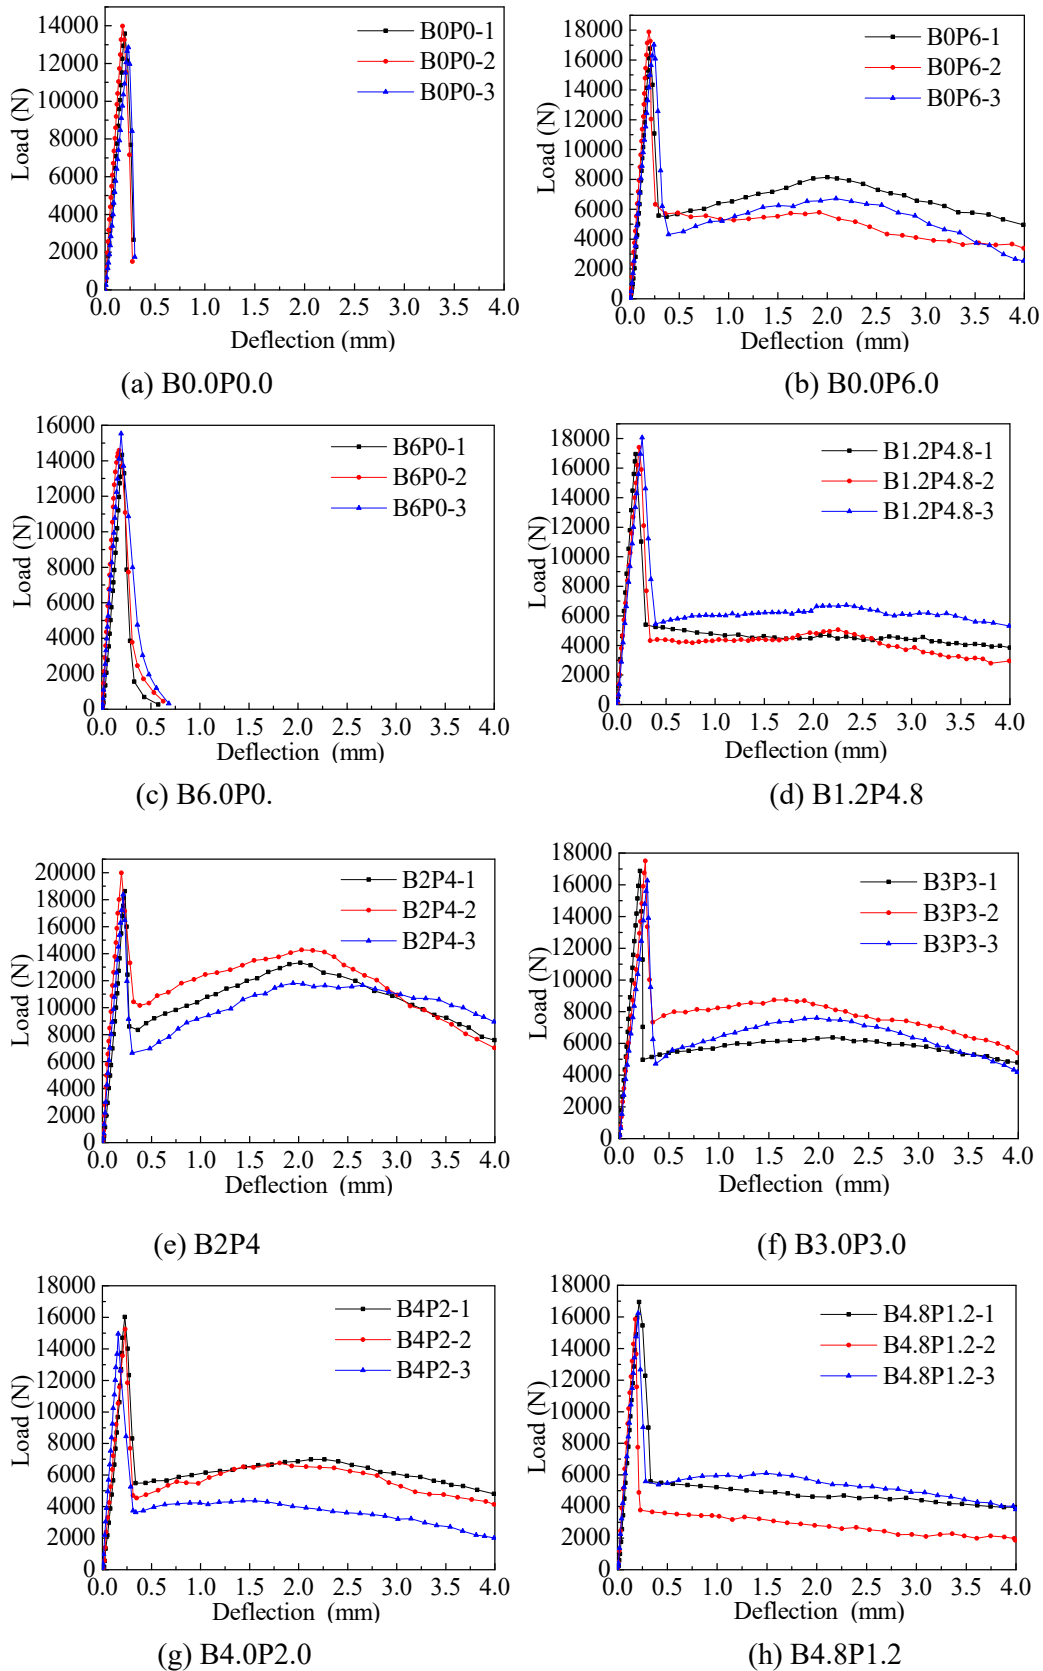 14000
12000
10000
8000
6000
4000
2000
0
Load (N)
B0P0-1
B0P0-2
B0P0-3
0.0 0.5 1.0 1.5 2.0 2.5 3.0 3.5 4.0
Deflection (mm)
(a) B0.0P0.0
18000
16000
14000
12000
10000
8000
6000
4000
2000
0
Load (N)
B0P6-1
B0P6-2
B0P6-3
0.0 0.5 1.0 1.5 2.0 2.5 3.0 3.5 4.0
Deflection (mm)
(b) B0.0P6.0
16000
14000
12000
10000
8000
6000
4000
2000
0
Load (N)
B6P0-1
B6P0-2
B6P0-3
0.0 0.5 1.0 1.5 2.0 2.5 3.0 3.5 4.0
Deflection (mm)
(c) B6.0P0.
18000
16000
14000
12000
10000
8000
6000
4000
2000
0
Load (N)
B1.2P4.8-1
B1.2P4.8-2
B1.2P4.8-3
0.0 0.5 1.0 1.5 2.0 2.5 3.0 3.5 4.0
Deflection (mm)
(d) B1.2P4.8
20000
18000
16000
14000
12000
10000
8000
6000
4000
2000
0
Load (N)
B2P4-1
B2P4-2
B2P4-3
0.0 0.5 1.0 1.5 2.0 2.5 3.0 3.5 4.0
Deflection (mm)
(e) B2P4
18000
16000
14000
12000
10000
8000
6000
4000
2000
0
Load (N)
B3P3-1
B3P3-2
B3P3-3
0.0 0.5 1.0 1.5 2.0 2.5 3.0 3.5 4.0
Deflection (mm)
(f) B3.0P3.0
18000
16000
14000
12000
10000
8000
6000
4000
2000
0
Load (N)
B4P2-1
B4P2-2
B4P2-3
0.0 0.5 1.0 1.5 2.0 2.5 3.0 3.5 4.0
Deflection (mm)
(g) B4.0P2.0
18000
16000
14000
12000
10000
8000
6000
4000
2000
0
Load (N)
B4.8P1.2-1
B4.8P1.2-2
B4.8P1.2-3
0.0 0.5 1.0 1.5 2.0 2.5 3.0 3.5 4.0
Deflection (mm)
(h) B4.8P1.2